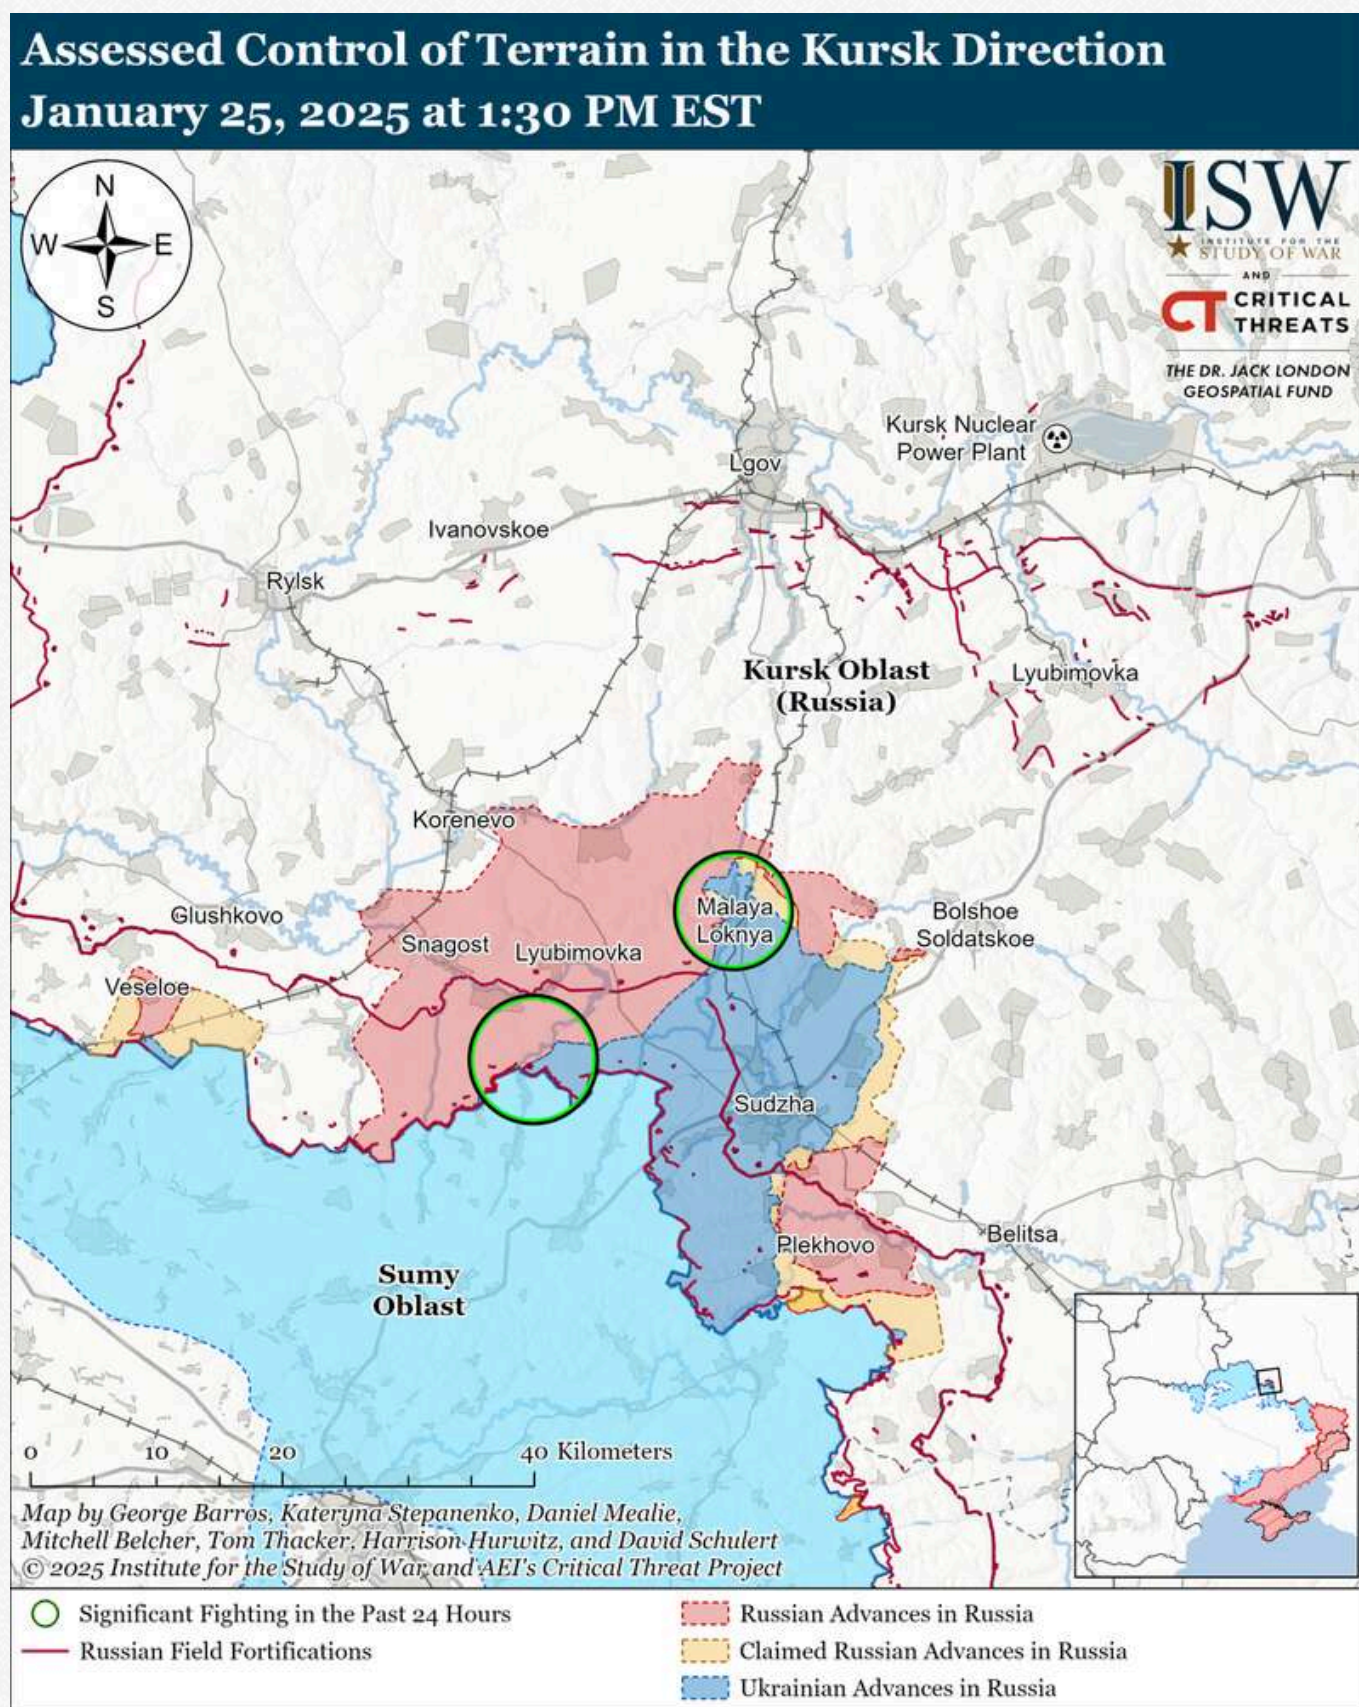 Assessed Control of Terrain in the Kursk Direction
January 25, 2025 at 1:30 PM EST
N
W
E
S
ISW
INSTITUTE FOR THE
STUDY OF WAR
AND
CT CRITICAL
THREATS
THE DR. JACK LONDON
GEOSPATIAL FUND
Kursk Nuclear
Power Plant
Lgov
Ivanovskoe
Rylsk
Kursk Oblast
(Russia)
Lyubimovka
Korenevo
Glushkovo
Snagost
Lyubimovka
Malaya
Loknya
Bolshoe
Soldatskoe
Veseloe
Sudzha
Plekhovo
Belitsa
Sumy
Oblast
0 10 20 40 Kilometers
Map by George Barros, Kateryna Stepanenko, Daniel Mealie,
Mitchell Belcher, Tom Thacker, Harrison Hurwitz, and David Schulert
© 2025 Institute for the Study of War and AEI's Critical Threat Project
Significant Fighting in the Past 24 Hours
Russian Field Fortifications
Russian Advances in Russia
Claimed Russian Advances in Russia
Ukrainian Advances in Russia